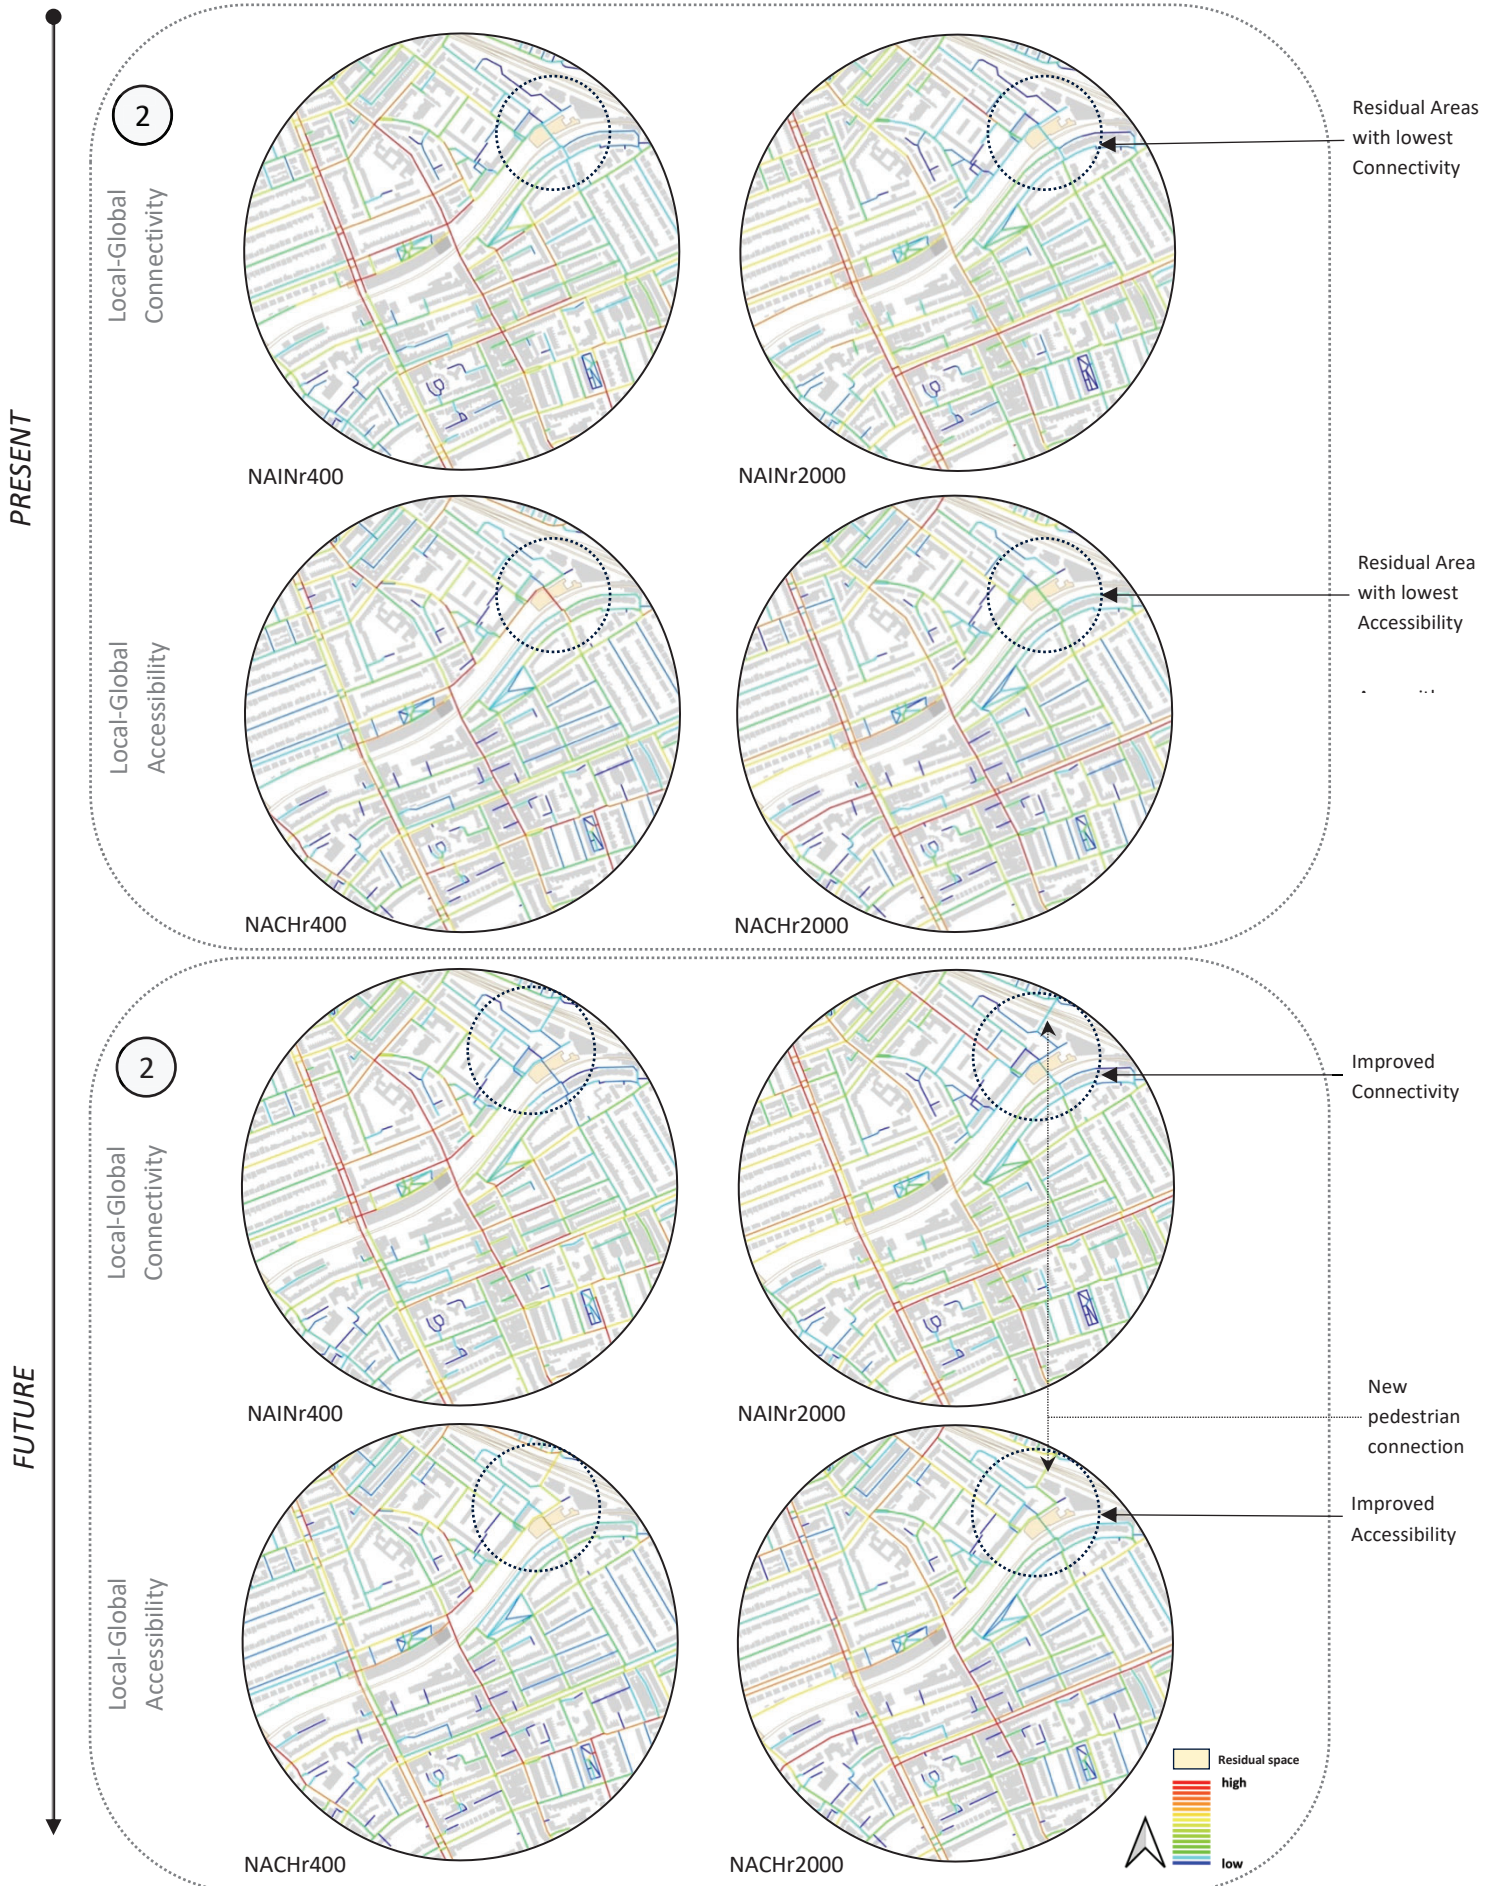 PRESENT
2
Local-Global
Connectivity
NAINr400
NAINr2000
Residual Areas
with lowest
Connectivity
Local-Global
Accessibility
NACHr400
NACHr2000
Residual Area
with lowest
Accessibility
FUTURE
2
Local-Global
Connectivity
NAINr400
NAINr2000
Improved
Connectivity
New
pedestrian
connection
Local-Global
Accessibility
NACHr400
NACHr2000
Improved
Accessibility
Residual space
high
low